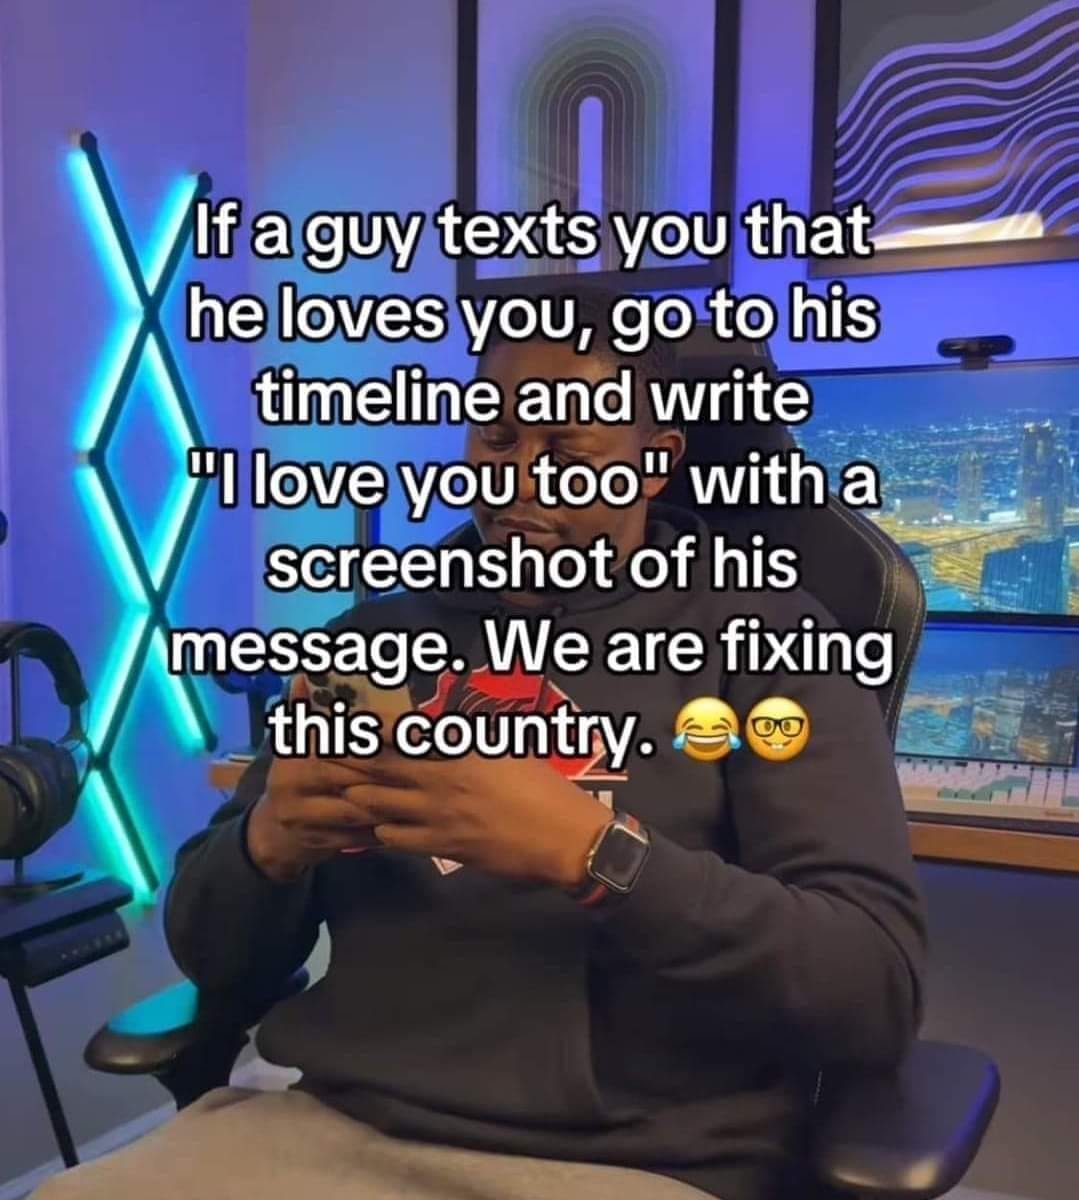 If a guy texts you that
he loves you, go to his
timeline and write
"I love you too" with a
screenshot of his
message. We are fixing
this country. 😂🤓